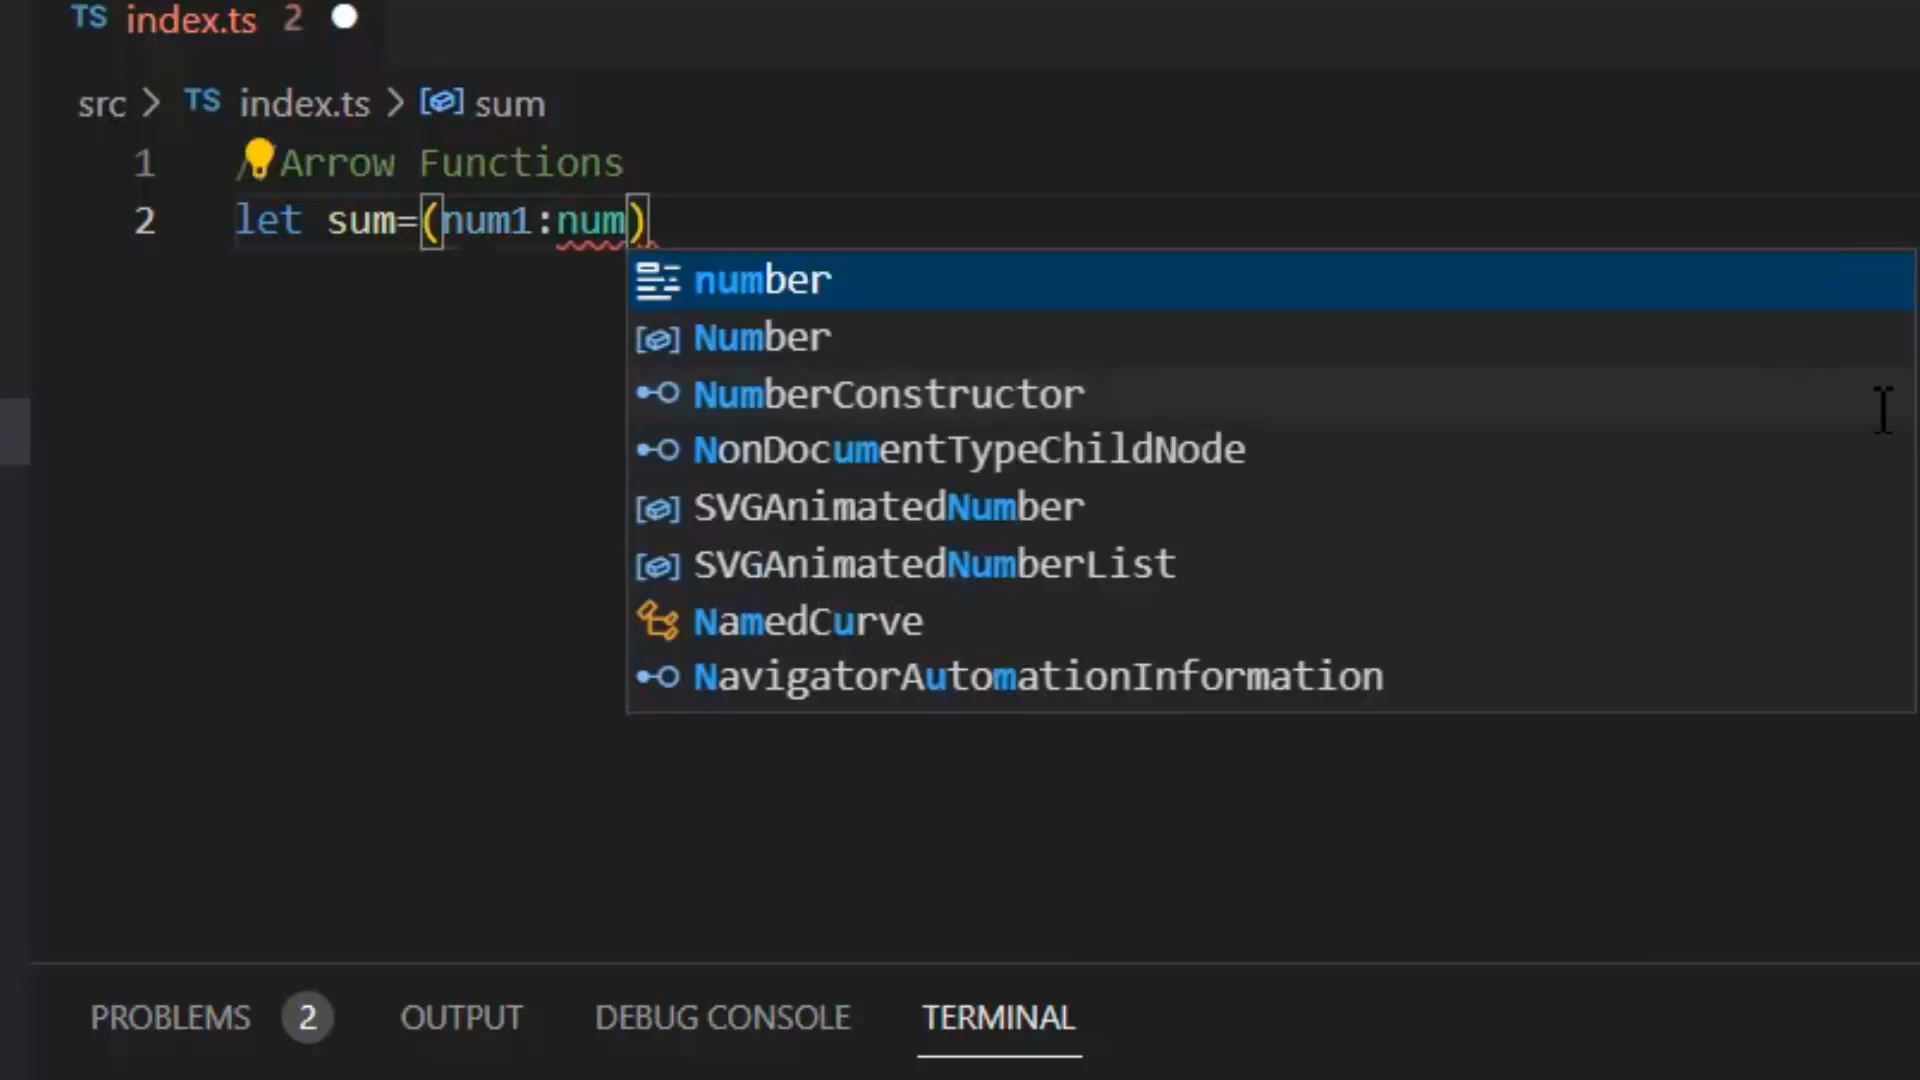 TS index.ts 2
src > TS index.ts > sum
1 /Arrow Functions
2 let sum=(num1:num)
number
Number
NumberConstructor
NonDocumentTypeChildNode
SVGAnimatedNumber
SVGAnimatedNumberList
NamedCurve
NavigatorAutomationInformation
PROBLEMS 2 OUTPUT DEBUG CONSOLE TERMINAL